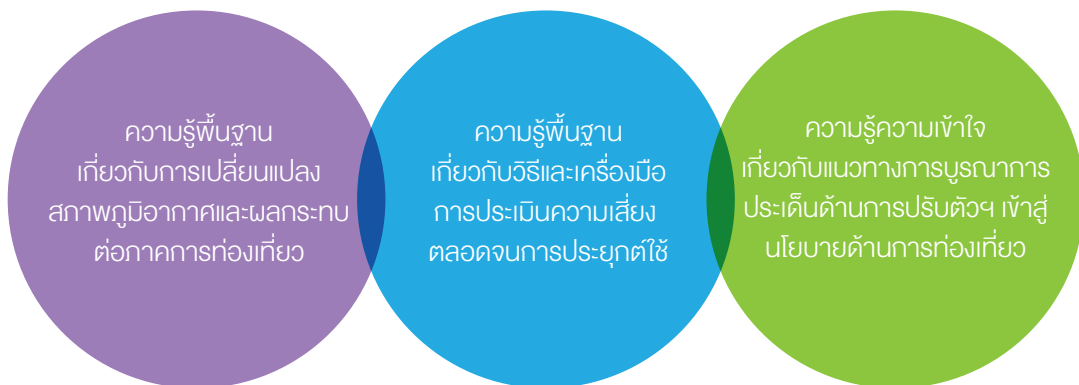 ความรู้พื้นฐาน
เกี่ยวกับการเปลี่ยนแปลง
สภาพภูมิอากาศและผลกระทบ
ต่อภาคการท่องเที่ยว
ความรู้พื้นฐาน
เกี่ยวกับวิธีและเครื่องมือ
การประเมินความเสี่ยง
ตลอดจนการประยุกต์ใช้
ความรู้ความเข้าใจ
เกี่ยวกับแนวทางการบูรณาการ
ประเด็นด้านการปรับตัวฯ เข้าสู่
นโยบายด้านการท่องเที่ยว